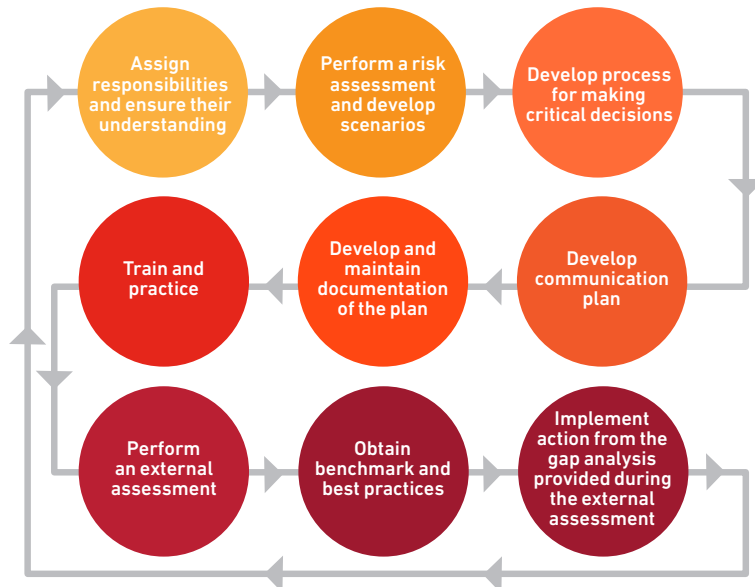 Assign
responsibilities
and ensure their
understanding
Perform a risk
assessment
and develop
scenarios
Develop process
for making
critical decisions
Develop
communication
plan
Develop and
maintain
documentation
of the plan
Train and
practice
Perform
an external
assessment
Obtain
benchmark and
best practices
Implement
action from the
gap analysis
provided during
the external
assessment